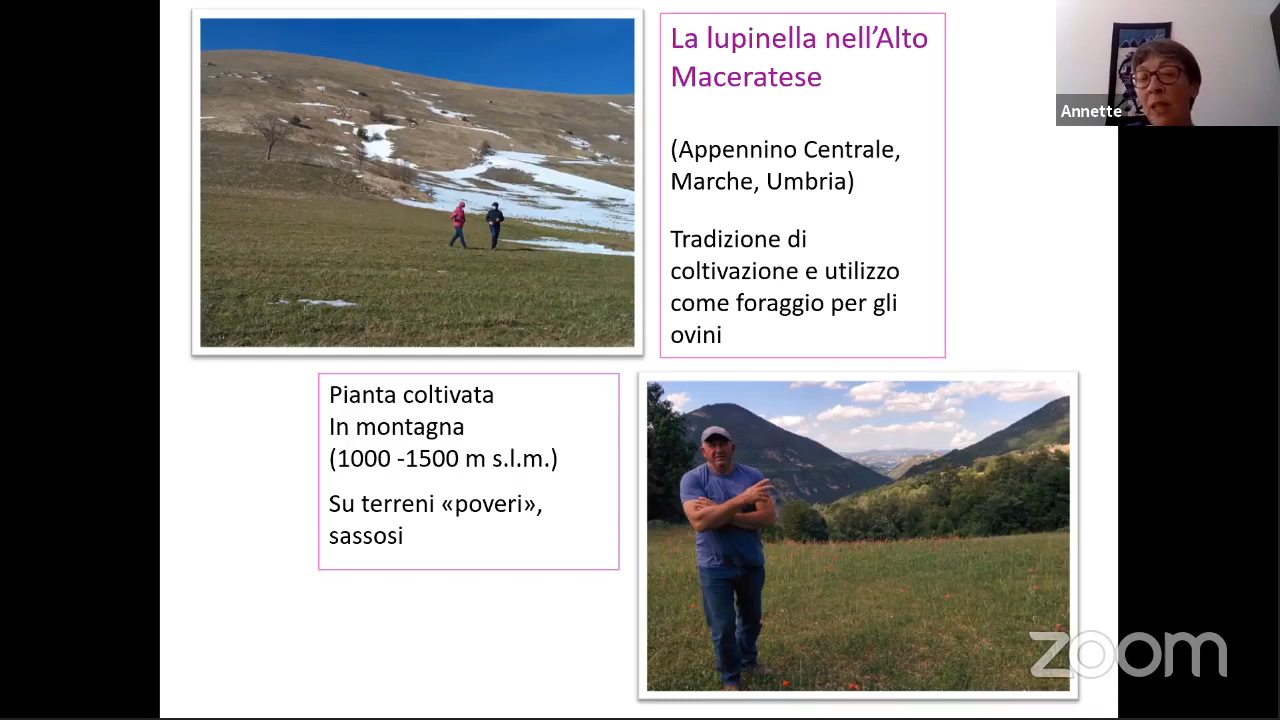 La lupinella nell’Alto
Maceratese
(Appennino Centrale,
Marche, Umbria)
Tradizione di
coltivazione e utilizzo
come foraggio per gli
ovini
Annette
Pianta coltivata
In montagna
(1000 -1500 m s.l.m.)
Su terreni «poveri»,
sassosi
zoom